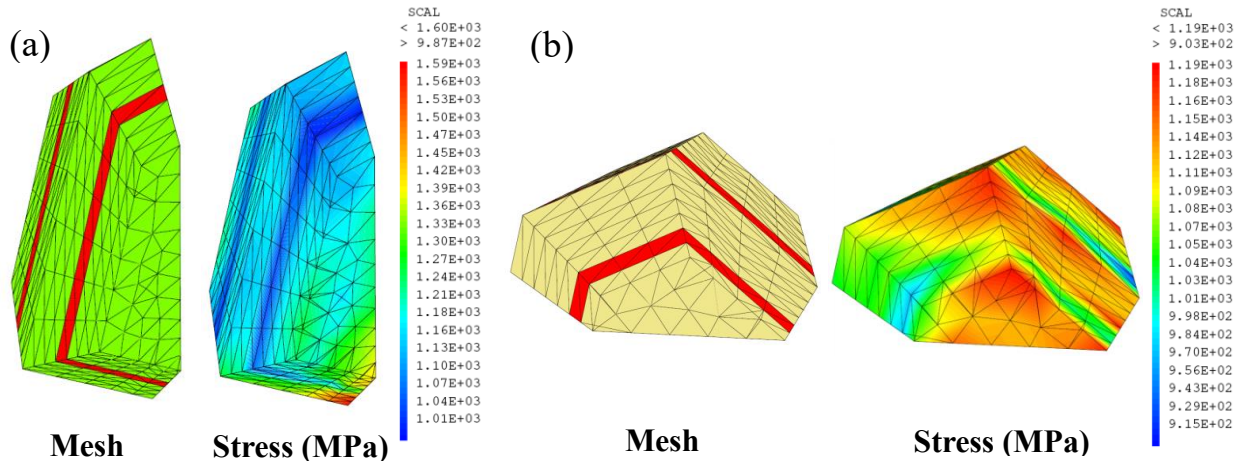 (a)
SCAL
< 1.60E+03
> 9.87E+02
1.59E+03
1.56E+03
1.53E+03
1.50E+03
1.47E+03
1.45E+03
1.42E+03
1.39E+03
1.36E+03
1.33E+03
1.30E+03
1.27E+03
1.24E+03
1.21E+03
1.18E+03
1.16E+03
1.13E+03
1.10E+03
1.07E+03
1.04E+03
1.01E+03
Mesh
Stress (MPa)
(b)
SCAL
< 1.19E+03
> 9.03E+02
1.19E+03
1.18E+03
1.16E+03
1.15E+03
1.13E+03
1.12E+03
1.11E+03
1.09E+03
1.08E+03
1.07E+03
1.05E+03
1.04E+03
1.02E+03
1.01E+03
9.98E+02
9.84E+02
9.70E+02
9.56E+02
9.43E+02
9.29E+02
9.15E+02
Mesh
Stress (MPa)